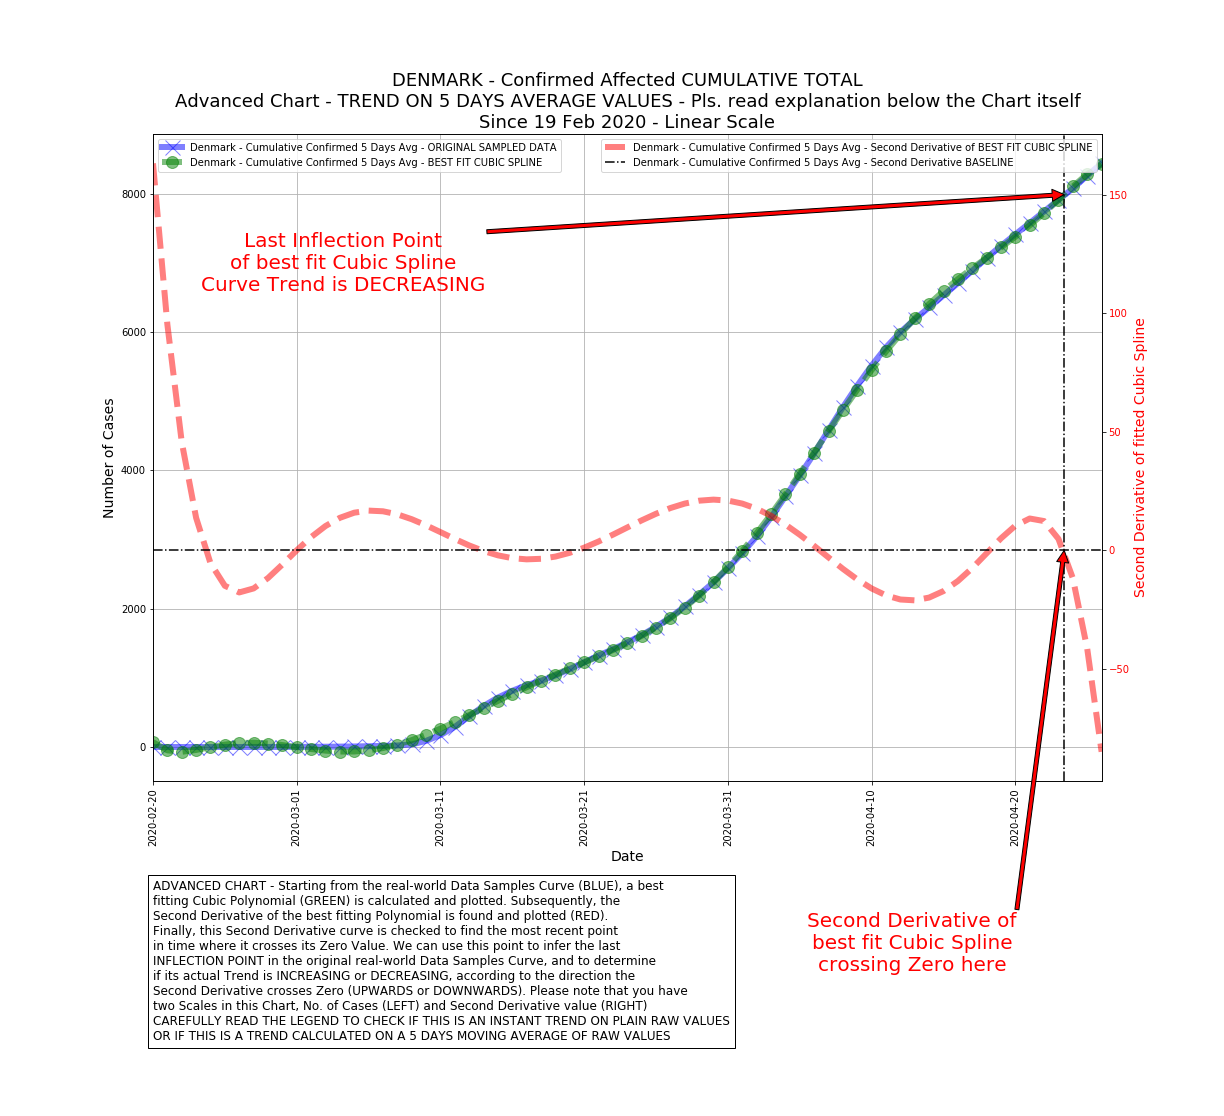 DENMARK - Confirmed Affected CUMULATIVE TOTAL
Advanced Chart - TREND ON 5 DAYS AVERAGE VALUES - Pls. read explanation below the Chart itself
Since 19 Feb 2020 - Linear Scale
Denmark - Cumulative Confirmed 5 Days Avg - ORIGINAL SAMPLED DATA
Denmark - Cumulative Confirmed 5 Days Avg - BEST FIT CUBIC SPLINE
Denmark - Cumulative Confirmed 5 Days Avg - Second Derivative of BEST FIT CUBIC SPLINE
Denmark - Cumulative Confirmed 5 Days Avg - Second Derivative BASELINE
Last Inflection Point
of best fit Cubic Spline
Curve Trend is DECREASING
Number of Cases
8000
6000
4000
2000
0
150
100
50
0
−50
Second Derivative of fitted Cubic Spline
2020-02-20
2020-03-01
2020-03-11
2020-03-21
2020-03-31
2020-04-10
2020-04-20
Date
ADVANCED CHART - Starting from the real-world Data Samples Curve (BLUE), a best
fitting Cubic Polynomial (GREEN) is calculated and plotted. Subsequently, the
Second Derivative of the best fitting Polynomial is found and plotted (RED).
Finally, this Second Derivative curve is checked to find the most recent point
in time where it crosses its Zero Value. We can use this point to infer the last
INFLECTION POINT in the original real-world Data Samples Curve, and to determine
if its actual Trend is INCREASING or DECREASING, according to the direction the
Second Derivative crosses Zero (UPWARDS or DOWNWARDS). Please note that you have
two Scales in this Chart, No. of Cases (LEFT) and Second Derivative value (RIGHT)
CAREFULLY READ THE LEGEND TO CHECK IF THIS IS AN INSTANT TREND ON PLAIN RAW VALUES
OR IF THIS IS A TREND CALCULATED ON A 5 DAYS MOVING AVERAGE OF RAW VALUES
Second Derivative of
best fit Cubic Spline
crossing Zero here